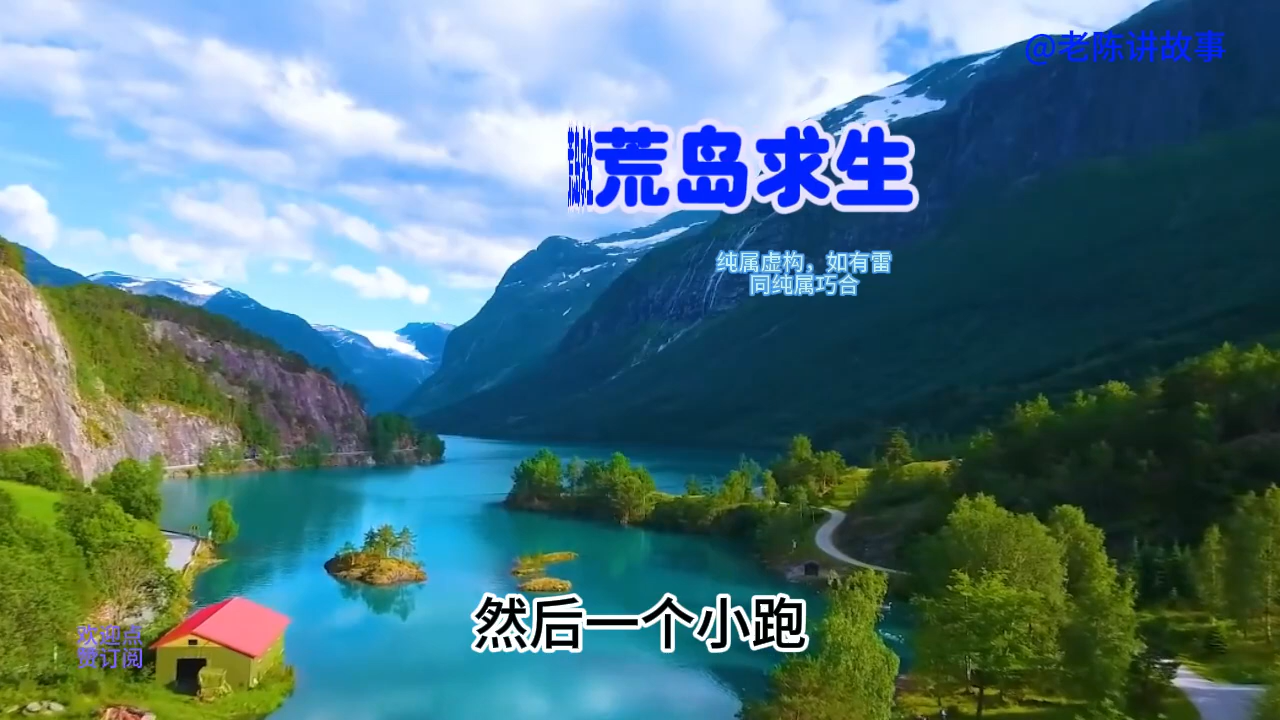 @老陈讲故事
荒岛求生
纯属虚构，如有雷
同纯属巧合
然后一个小跑
欢迎点
赞订阅